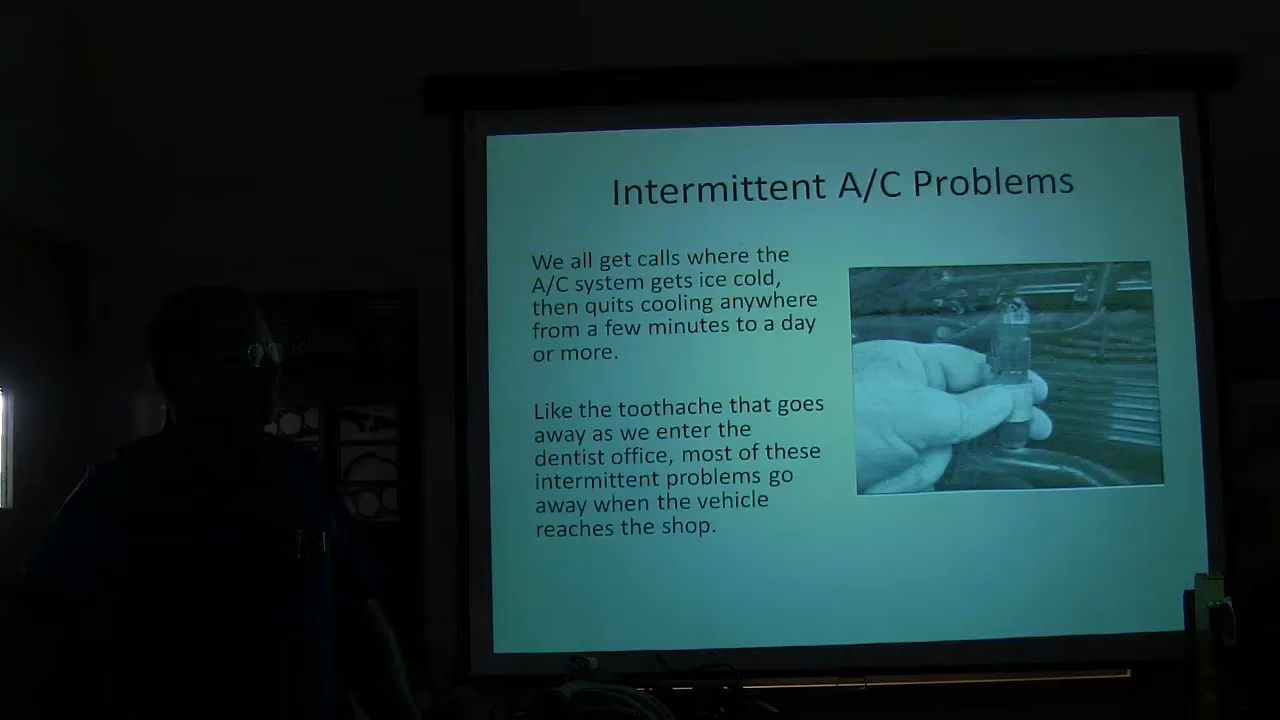 Intermittent A/C Problems
We all get calls where the
A/C system gets ice cold,
then quits cooling anywhere
from a few minutes to a day
or more.
Like the toothache that goes
away as we enter the
dentist office, most of these
intermittent problems go
away when the vehicle
reaches the shop.